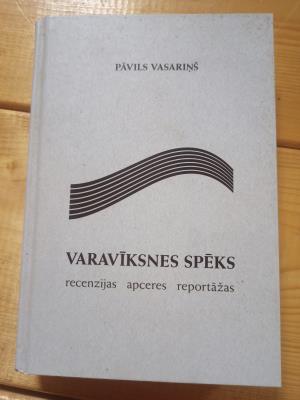 PĀVILS VASARIŅŠ
VARAVĪKSNES SPĒKS
recenzijas apceres reportāžas